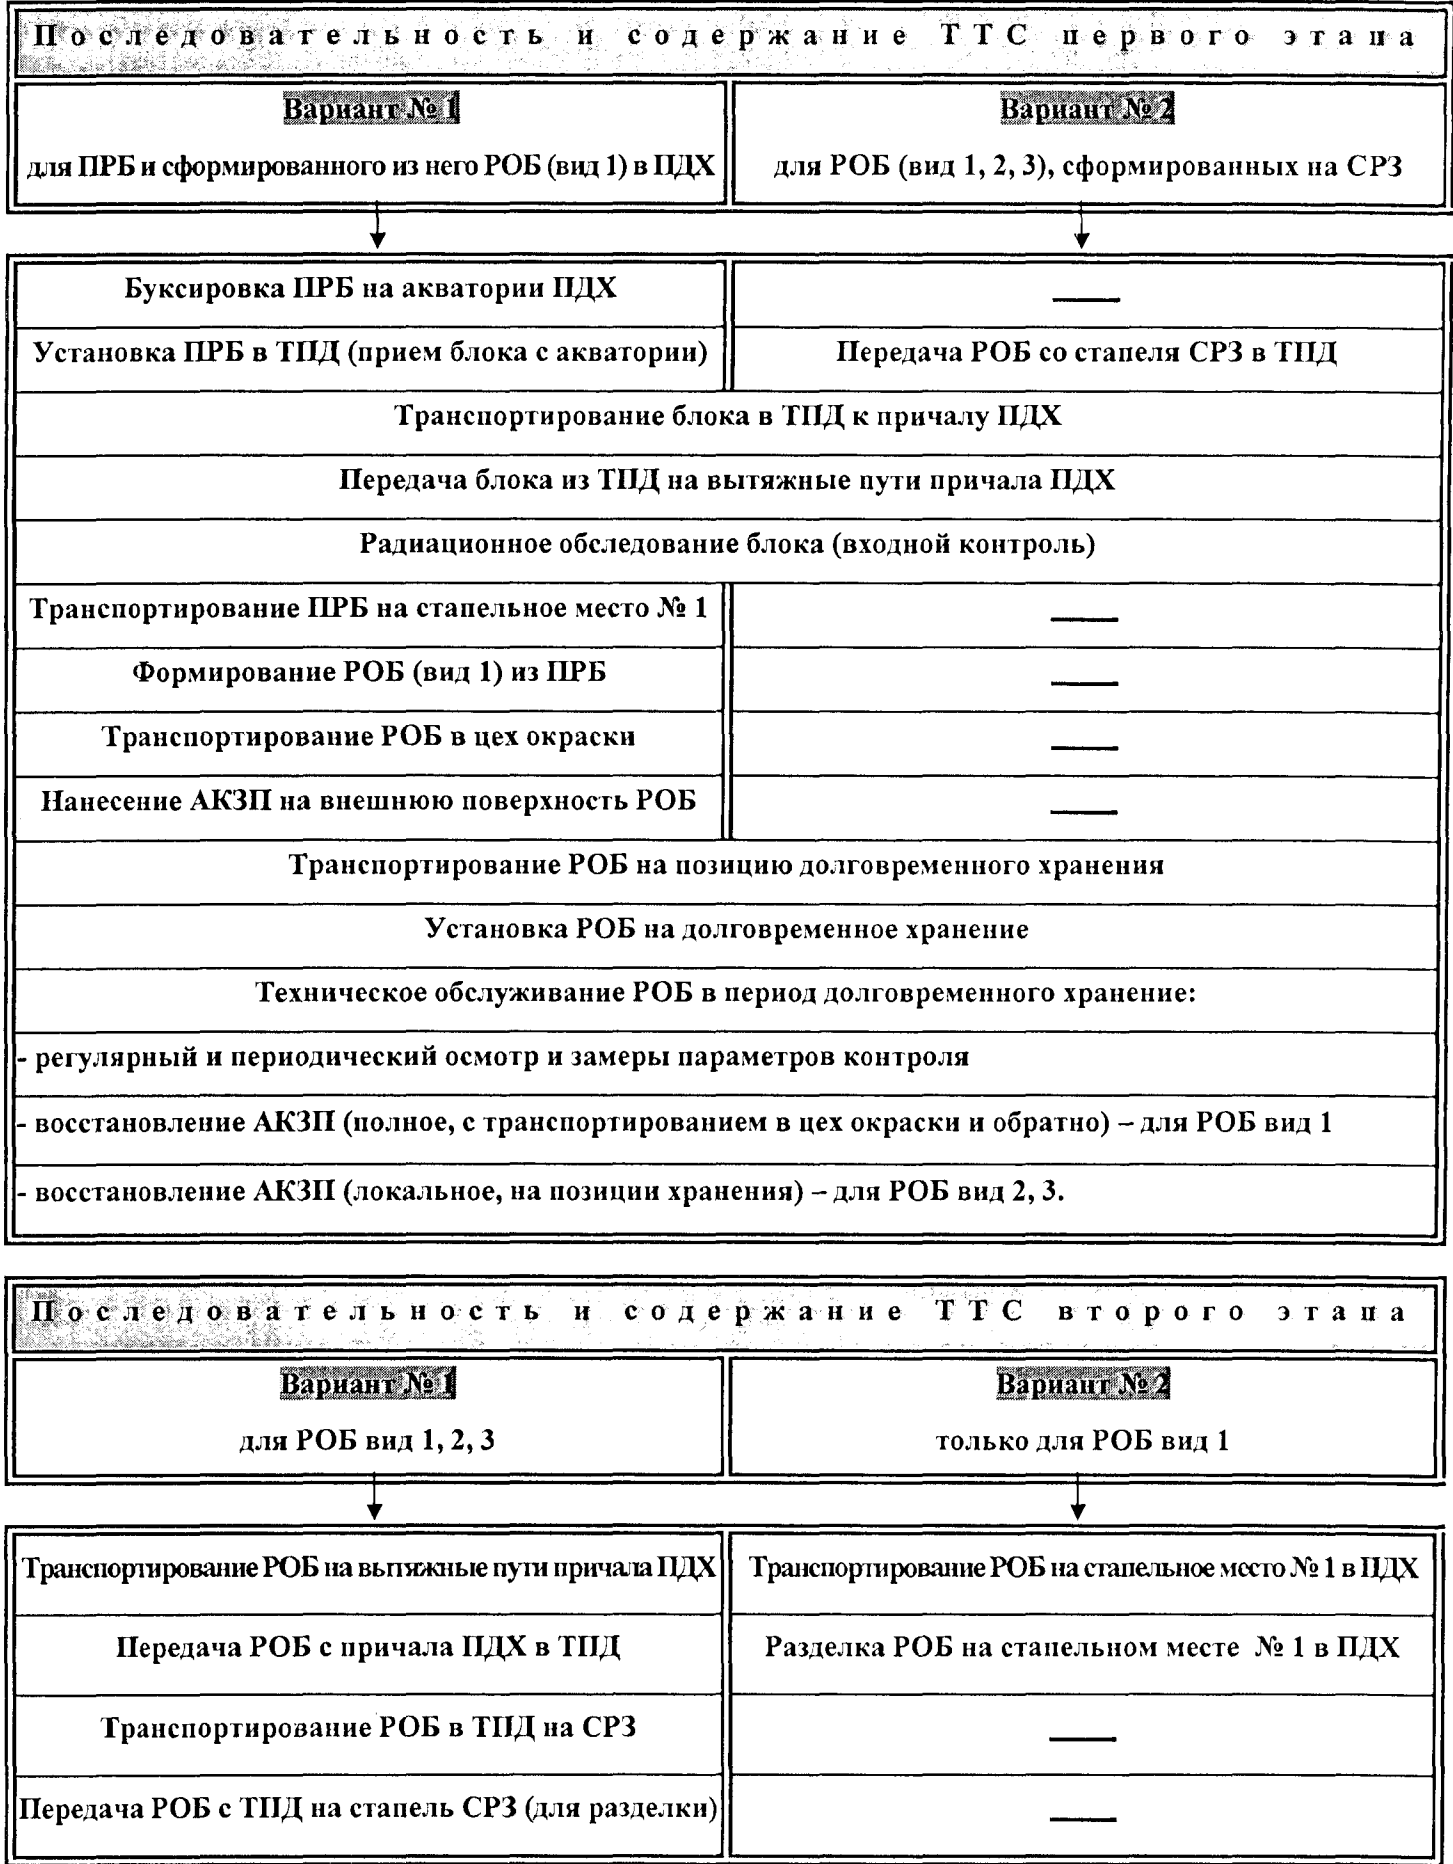 Последовательность и содержание ТТС первого этапа
Вариант № 1
Вариант № 2
для ПРБ и сформированного из него РОБ (вид 1) в ПДХ
для РОБ (вид 1, 2, 3), сформированных на СРЗ
Буксировка ПРБ на акватории ПДХ
Установка ПРБ в ТПД (прием блока с акватории)
Передача РОБ со стапеля СРЗ в ТПД
Транспортирование блока в ТПД к причалу ПДХ
Передача блока из ТПД на вытяжные пути причала ПДХ
Радиационное обследование блока (входной контроль)
Транспортирование ПРБ на стапельное место № 1
Формирование РОБ (вид 1) из ПРБ
Транспортирование РОБ в цех окраски
Нанесение АКЗП на внешнюю поверхность РОБ
Транспортирование РОБ на позицию долговременного хранения
Установка РОБ на долговременное хранение
Техническое обслуживание РОБ в период долговременного хранение:
- регулярный и периодический осмотр и замеры параметров контроля
- восстановление АКЗП (полное, с транспортированием в цех окраски и обратно) – для РОБ вид 1
- восстановление АКЗП (локальное, на позиции хранения) – для РОБ вид 2, 3.
Последовательность и содержание ТТС второго этапа
Вариант № 1
Вариант № 2
для РОБ вид 1, 2, 3
только для РОБ вид 1
Транспортирование РОБ на вытяжные пути причала ПДХ
Транспортирование РОБ на стапельное место № 1 в ПДХ
Передача РОБ с причала ПДХ в ТПД
Разделка РОБ на стапельном месте № 1 в ПДХ
Транспортирование РОБ в ТПД на СРЗ
Передача РОБ с ТПД на стапель СРЗ (для разделки)